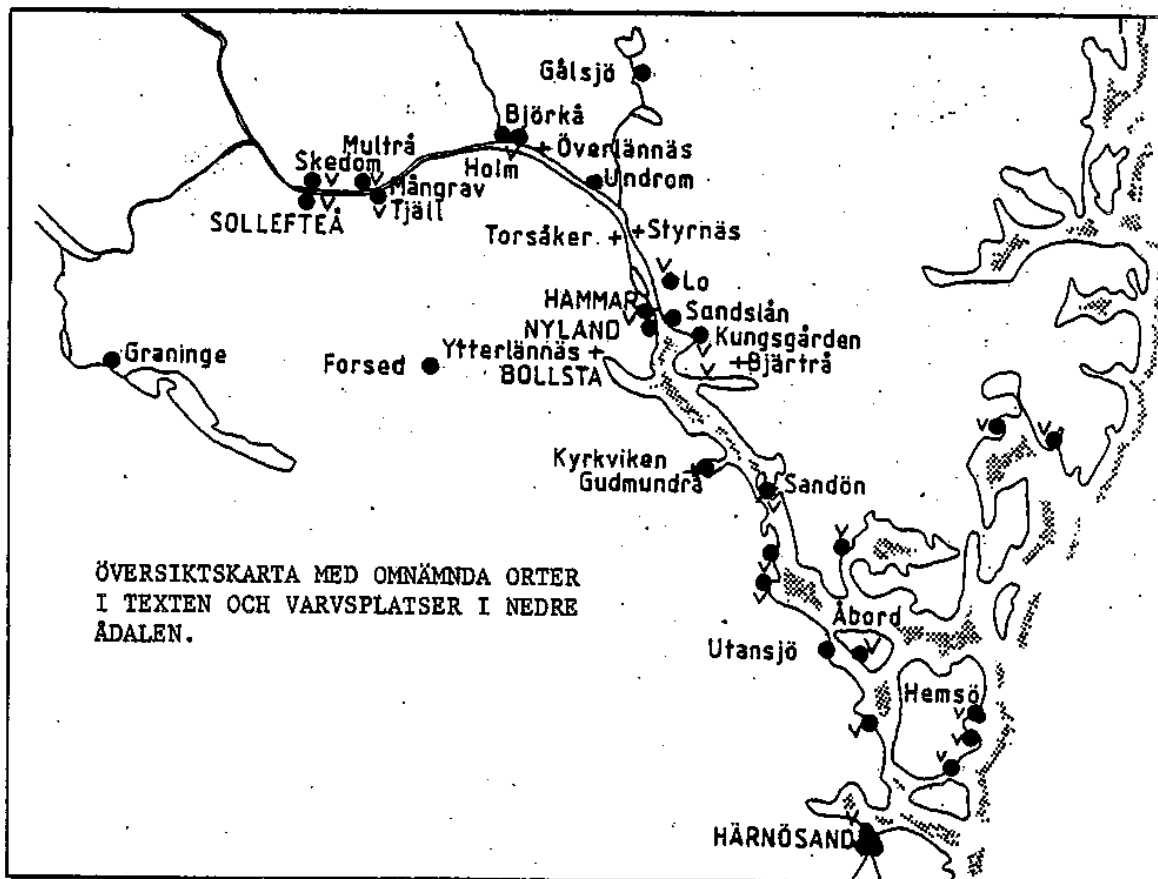 Gålsjö
Björkå
Multrå
Överlännäs
Skedom
Holm
Undrom
Mångrav
Tjäll
SOLLEFTEÅ
Torsåker
Styrnäs
Lo
HAMMAR
Sandslån
NYLAND
Kungsgården
Graninge
Forsed
Ytterlännäs
Bjärtrå
BOLLSTA
Kyrkviken
Gudmundrå
Sandön
ÖVERSIKTSKARTA MED OMNÄMNDA ORTER
I TEXTEN OCH VARVSPLATSER I NEDRE
ÅDALEN.
Åbord
Utansjö
Hemsö
HÄRNÖSAND